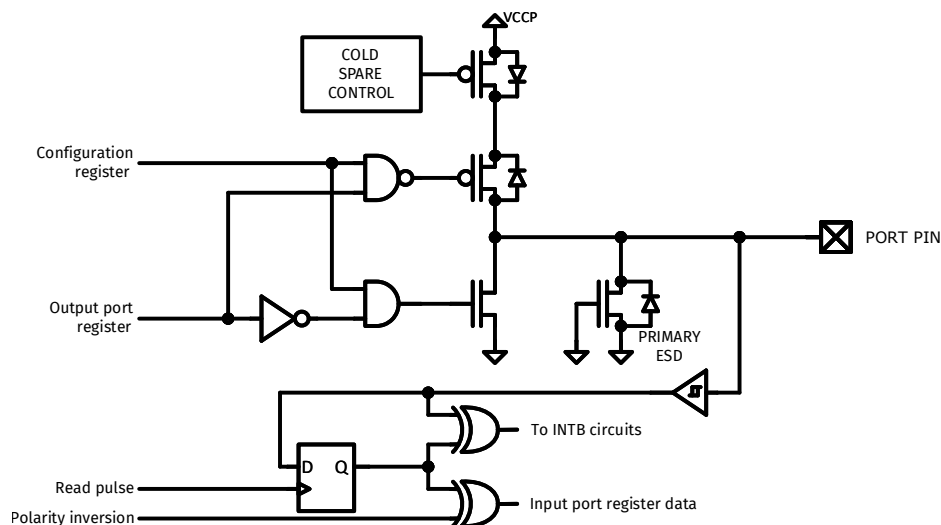 VCCP
COLD
SPARE
CONTROL
Configuration
register
PORT PIN
Output port
register
PRIMARY
ESD
To INTB circuits
D Q
Read pulse
Input port register data
Polarity inversion